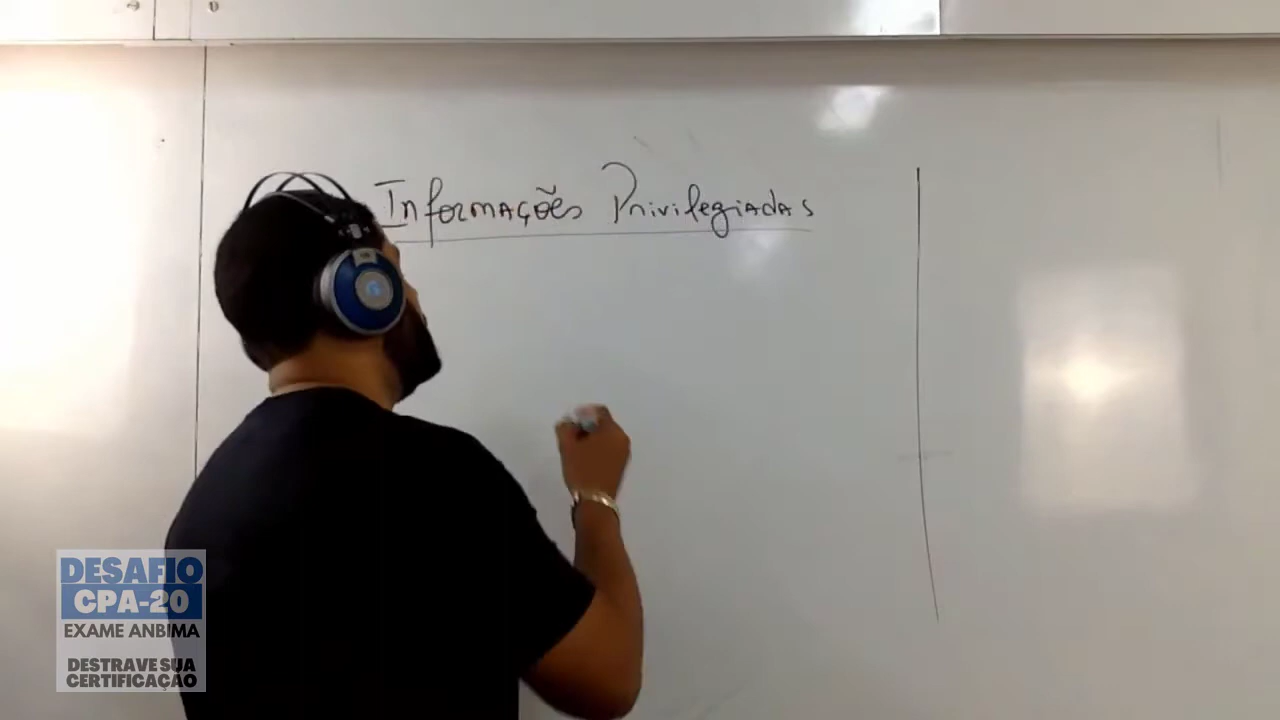 Informações Privilegiadas
DESAFIO
CPA-20
EXAME ANBIMA
DESTRAVE SUA
CERTIFICAÇÃO